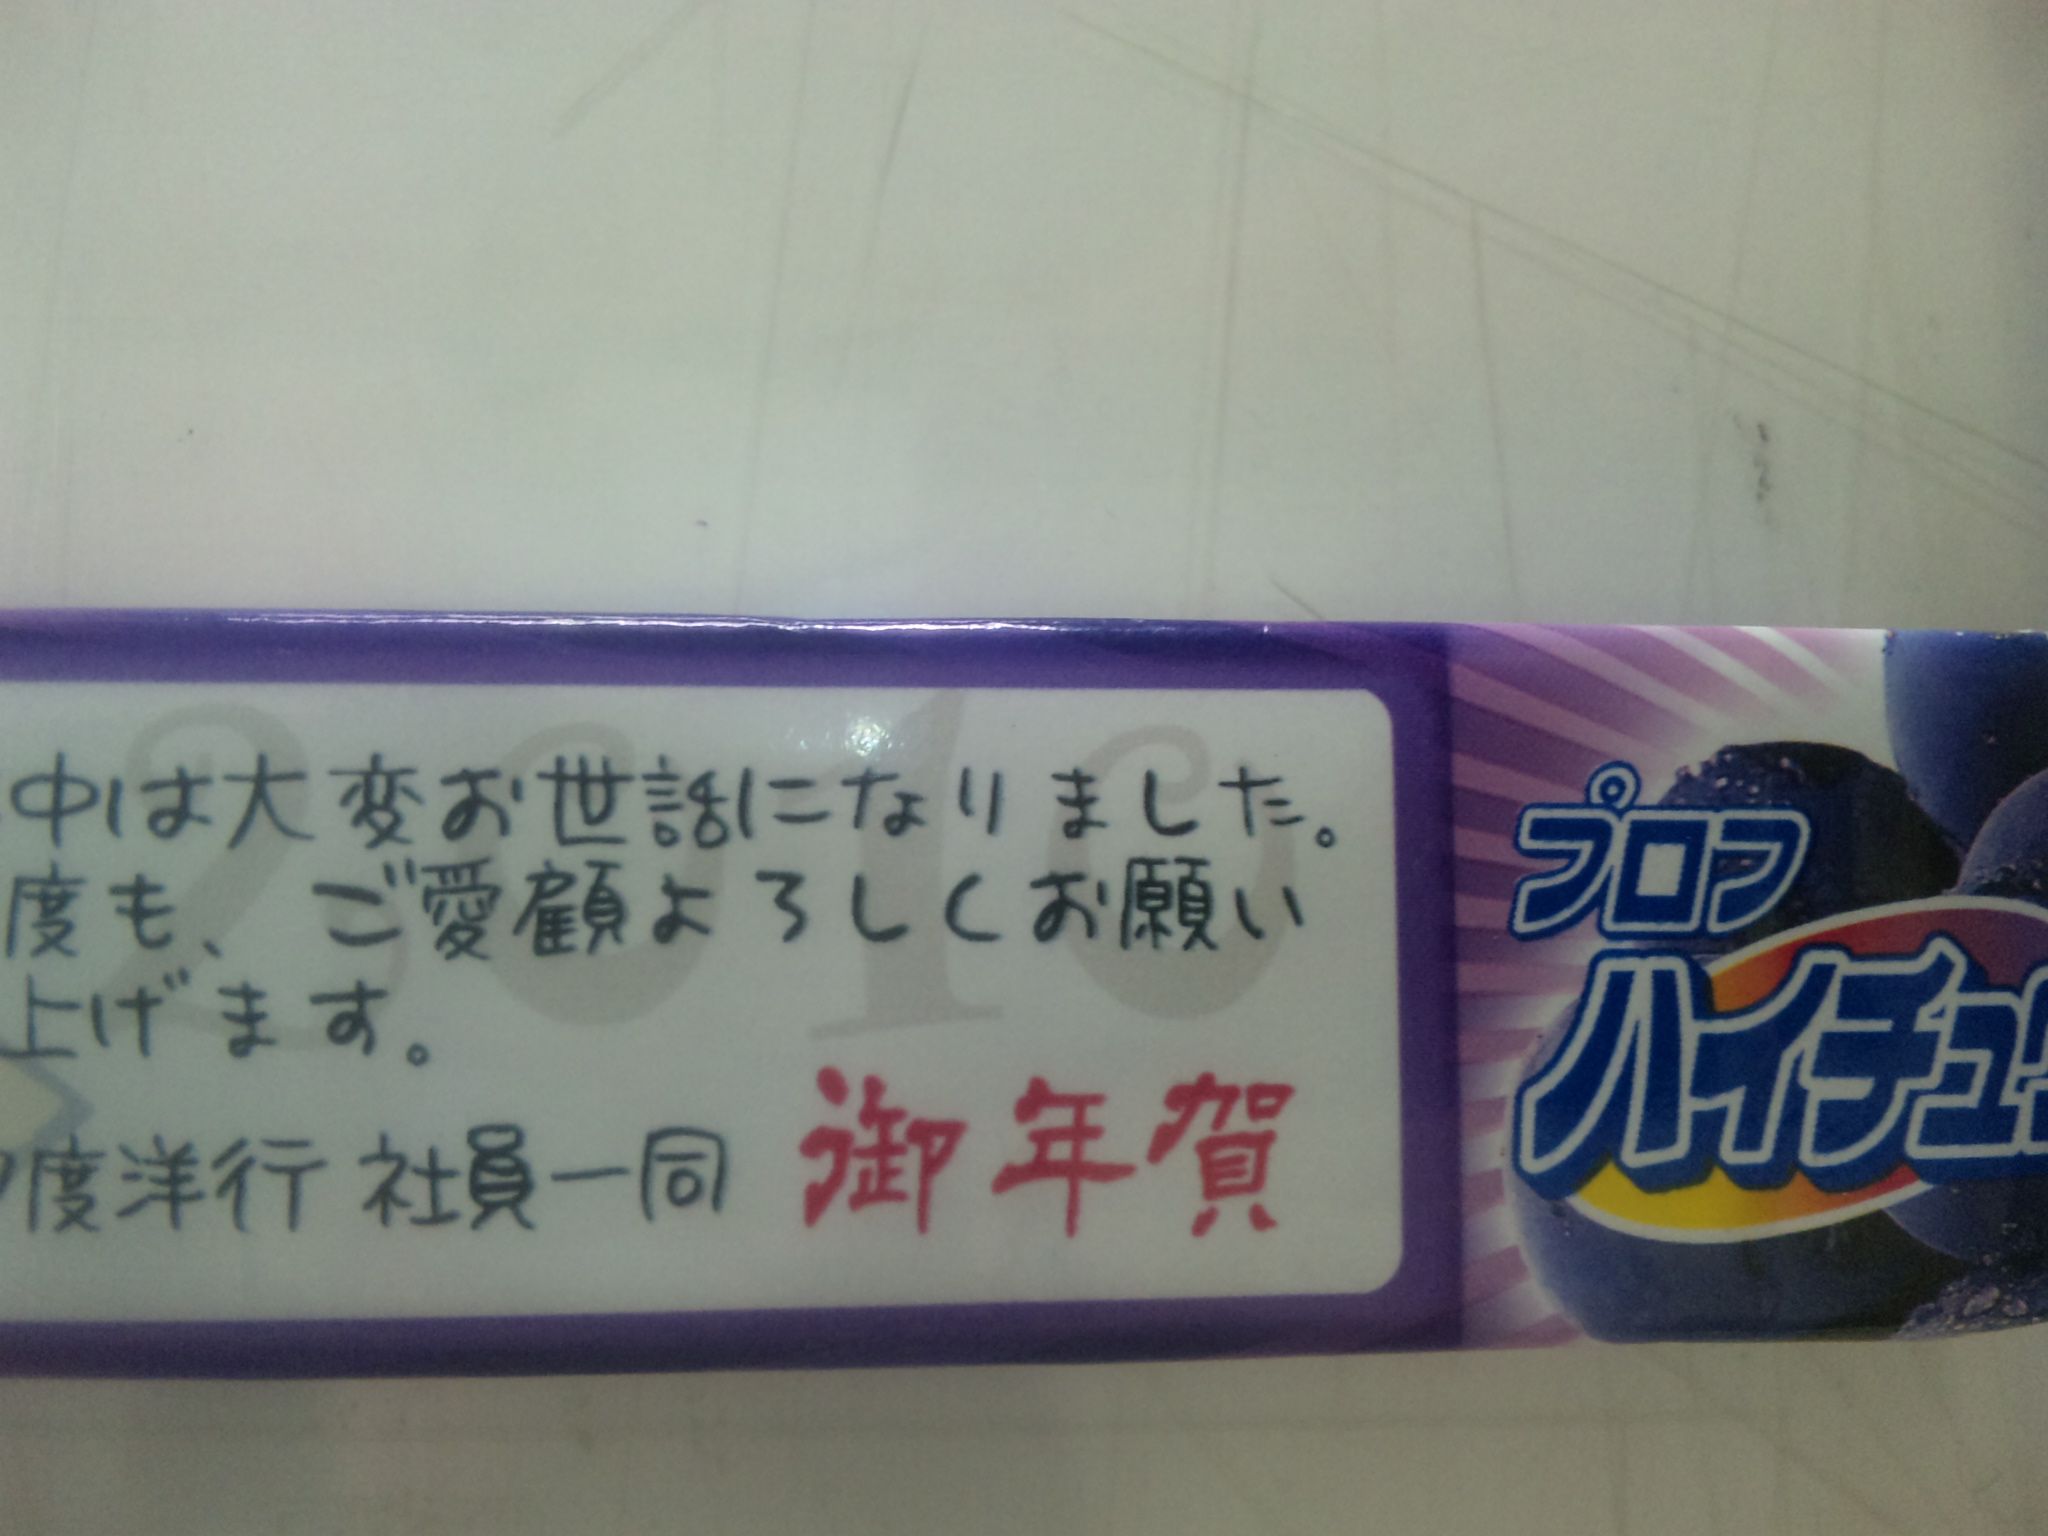 2010
中は大変お世話になりました。
度も、ご愛顧よろしくお願い
上げます。
度洋行 社員一同
御年賀
プロフ
ハイチュウ